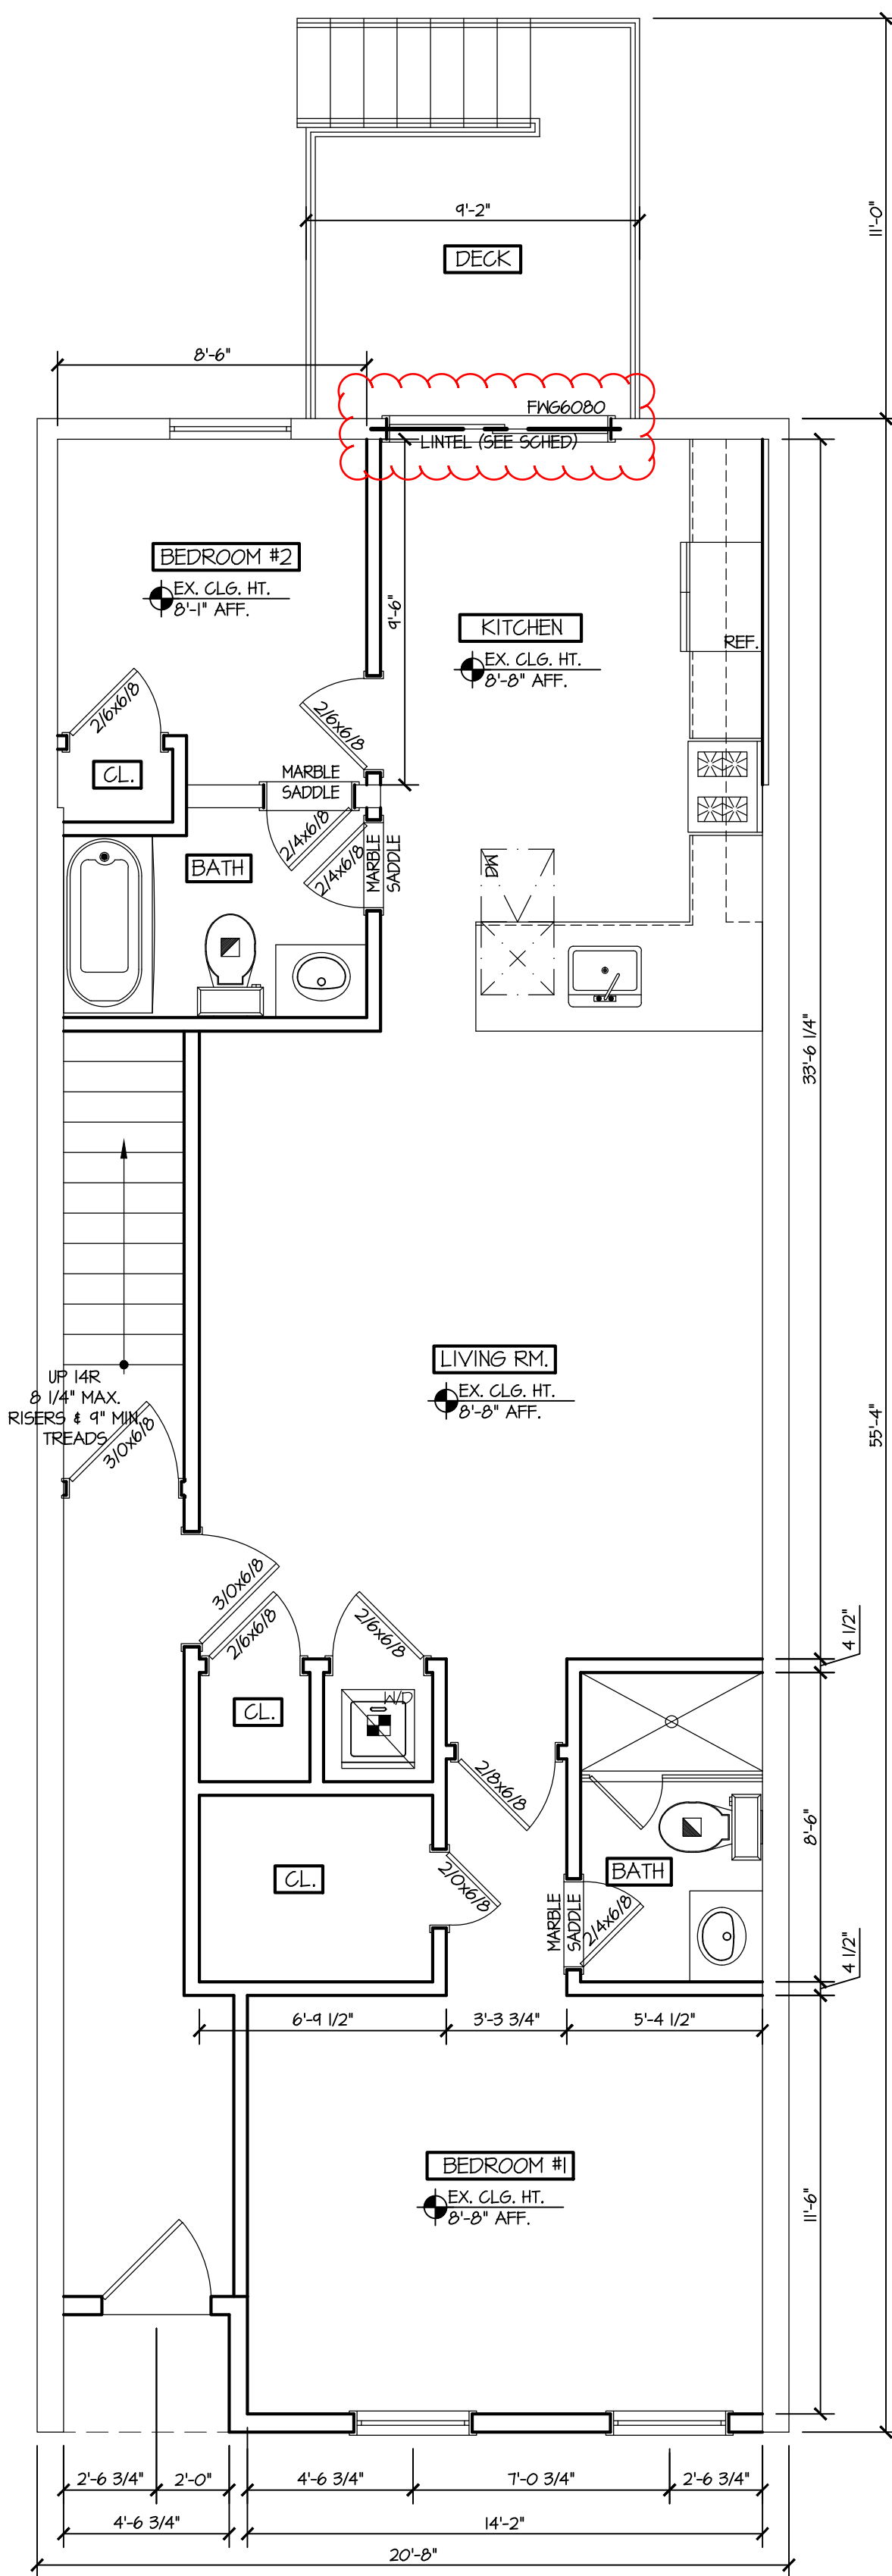 9'-2"
11'-0"
DECK
8'-6"
FWG6080
LINTEL (SEE SCHED)
BEDROOM #2
EX. CLG. HT.
8'-1" AFF.
9'-6"
KITCHEN
EX. CLG. HT.
8'-8" AFF.
REF.
2/6x6/8
2/6x6/8
CL.
MARBLE
SADDLE
2/4x6/8
2/4x6/8
MARBLE
SADDLE
BATH
DW
33'-6 1/4"
LIVING RM.
EX. CLG. HT.
8'-8" AFF.
UP 14R
8 1/4" MAX.
RISERS & 9" MIN.
TREADS
3/0x6/8
55'-4"
3/0x6/8
2/6x6/8
2/6x6/8
4 1/2"
CL.
W/D
2/8x6/8
8'-6"
CL.
2/0x6/8
BATH
MARBLE
SADDLE
2/4x6/8
4 1/2"
6'-9 1/2"
3'-3 3/4"
5'-4 1/2"
BEDROOM #1
EX. CLG. HT.
8'-8" AFF.
11'-6"
2'-6 3/4"
2'-0"
4'-6 3/4"
7'-0 3/4"
2'-6 3/4"
4'-6 3/4"
14'-2"
20'-8"